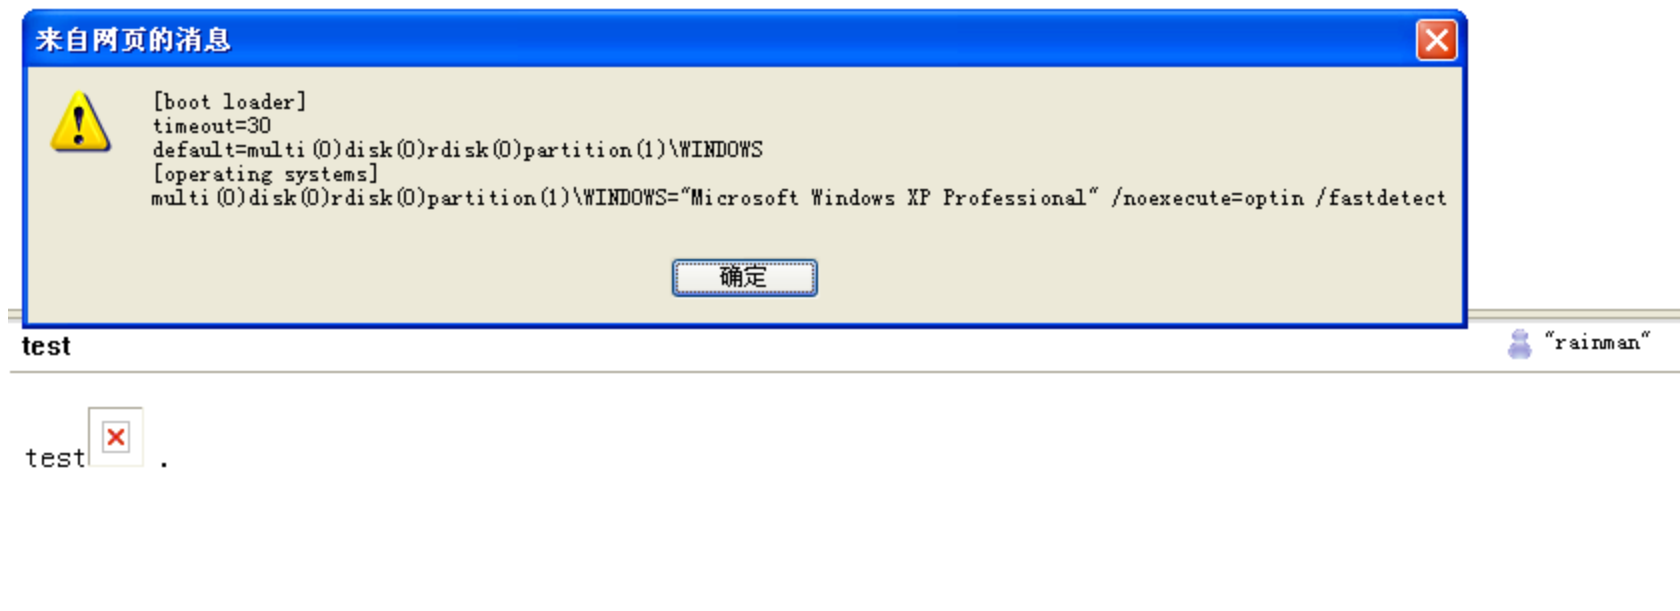 来自网页的消息
[boot loader]
timeout=30
default=multi(0)disk(0)rdisk(0)partition(1)\WINDOWS
[operating systems]
multi(0)disk(0)rdisk(0)partition(1)\WINDOWS="Microsoft Windows XP Professional" /noexecute=optin /fastdetect
确定
test
"rainman"
test .